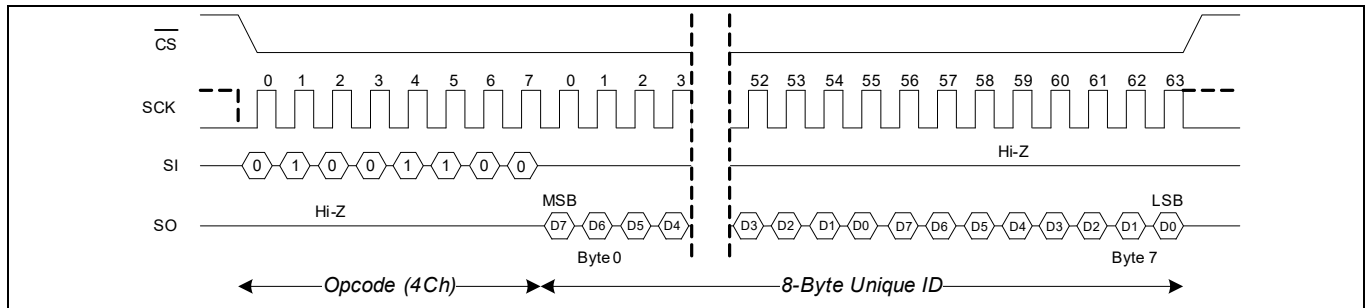 CS
0 1 2 3 4 5 6 7 0 1 2 3 52 53 54 55 56 57 58 59 60 61 62 63
SCK
Hi-Z
SI 0 1 0 0 1 1 0 0
Hi-Z MSB LSB
SO D7 D6 D5 D4 D3 D2 D1 D0 D7 D6 D5 D4 D3 D2 D1 D0
Byte 0 Byte 7
Opcode (4Ch) 8-Byte Unique ID